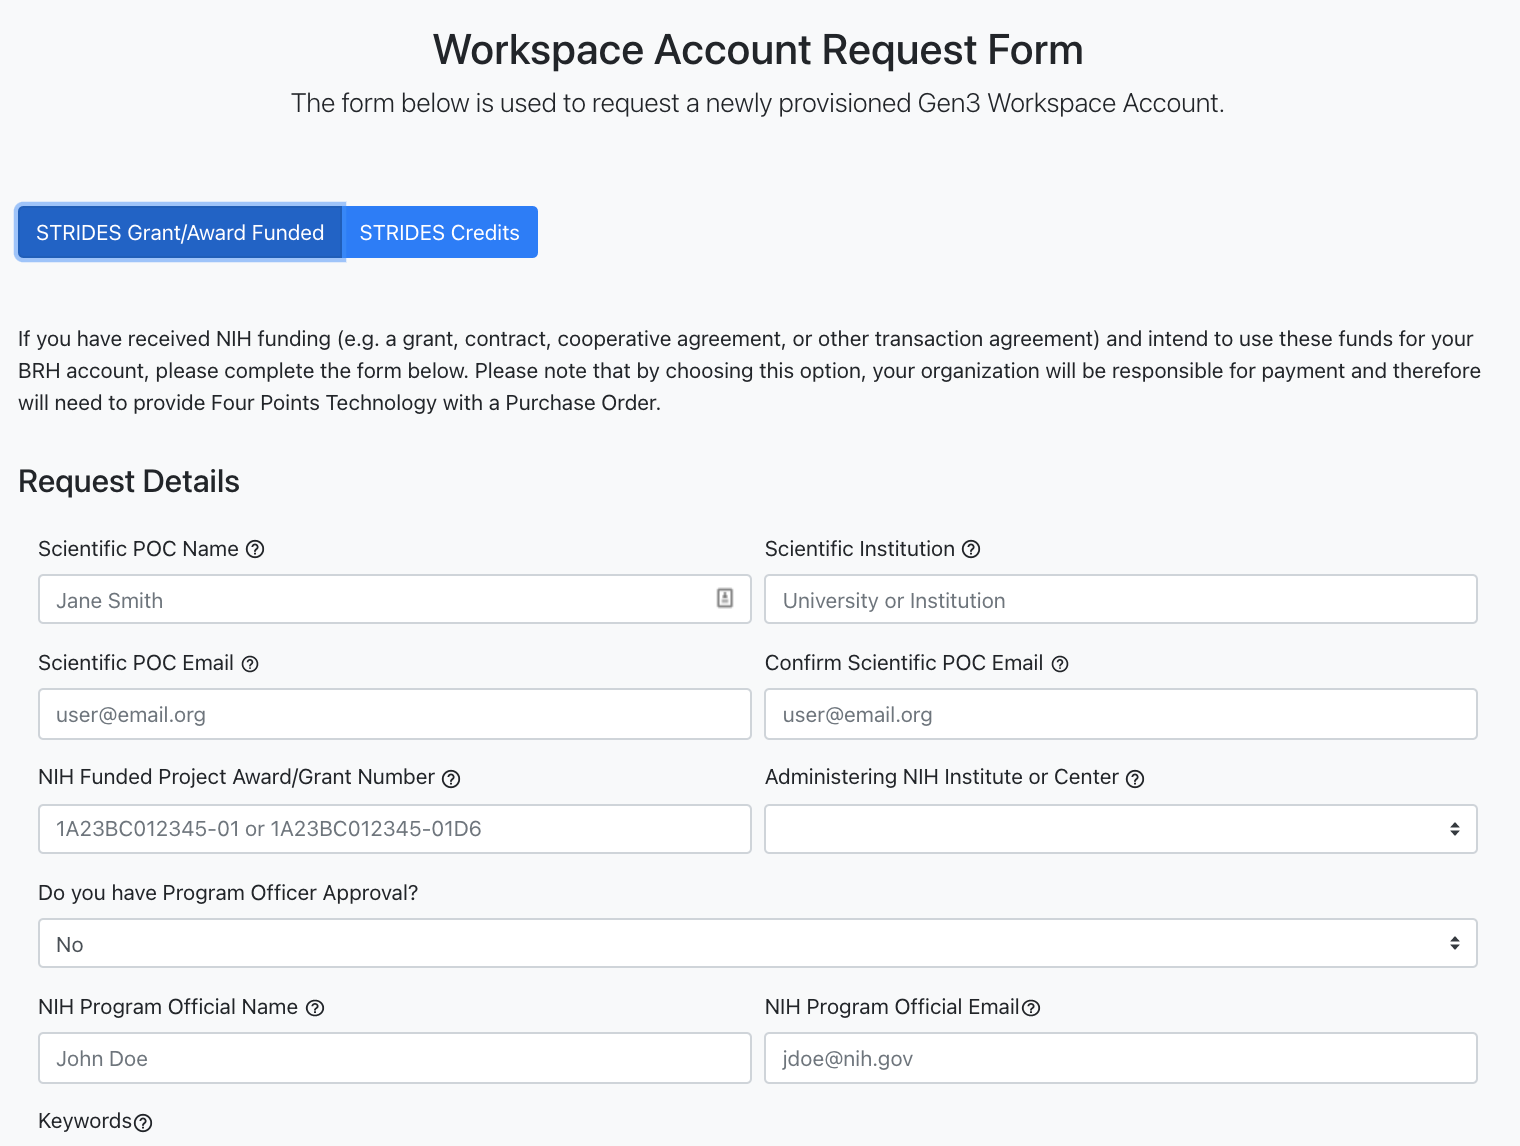 Workspace Account Request Form
The form below is used to request a newly provisioned Gen3 Workspace Account.
STRIDES Grant/Award Funded STRIDES Credits
If you have received NIH funding (e.g. a grant, contract, cooperative agreement, or other transaction agreement) and intend to use these funds for your
BRH account, please complete the form below. Please note that by choosing this option, your organization will be responsible for payment and therefore
will need to provide Four Points Technology with a Purchase Order.
Request Details
Scientific POC Name Scientific Institution
Jane Smith University or Institution
Scientific POC Email Confirm Scientific POC Email
user@email.org user@email.org
NIH Funded Project Award/Grant Number Administering NIH Institute or Center
1A23BC012345-01 or 1A23BC012345-01D6
Do you have Program Officer Approval?
No
NIH Program Official Name NIH Program Official Email
John Doe jdoe@nih.gov
Keywords